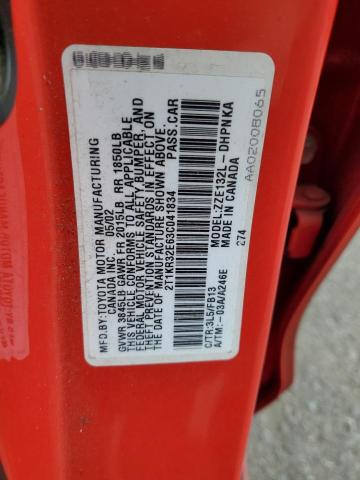 MFD.BY:TOYOTA MOTOR MANUFACTURING
CANADA INC. 05/02
GVWR 3845LB GAWR FR 2015LB RR 1850LB
THIS VEHICLE CONFORMS TO ALL APPLICABLE
FEDERAL MOTOR VEHICLE SAFETY, BUMPER, AND
THEFT PREVENTION STANDARDS IN EFFECT ON
THE DATE OF MANUFACTURE SHOWN ABOVE.
2T1KR32E63C041834 PASS.CAR
C/TR:3L5/FB13
A/TM:-03A/A246E
MODEL:ZZE132L-DHPNKA
MADE IN CANADA
274
AA0200B065